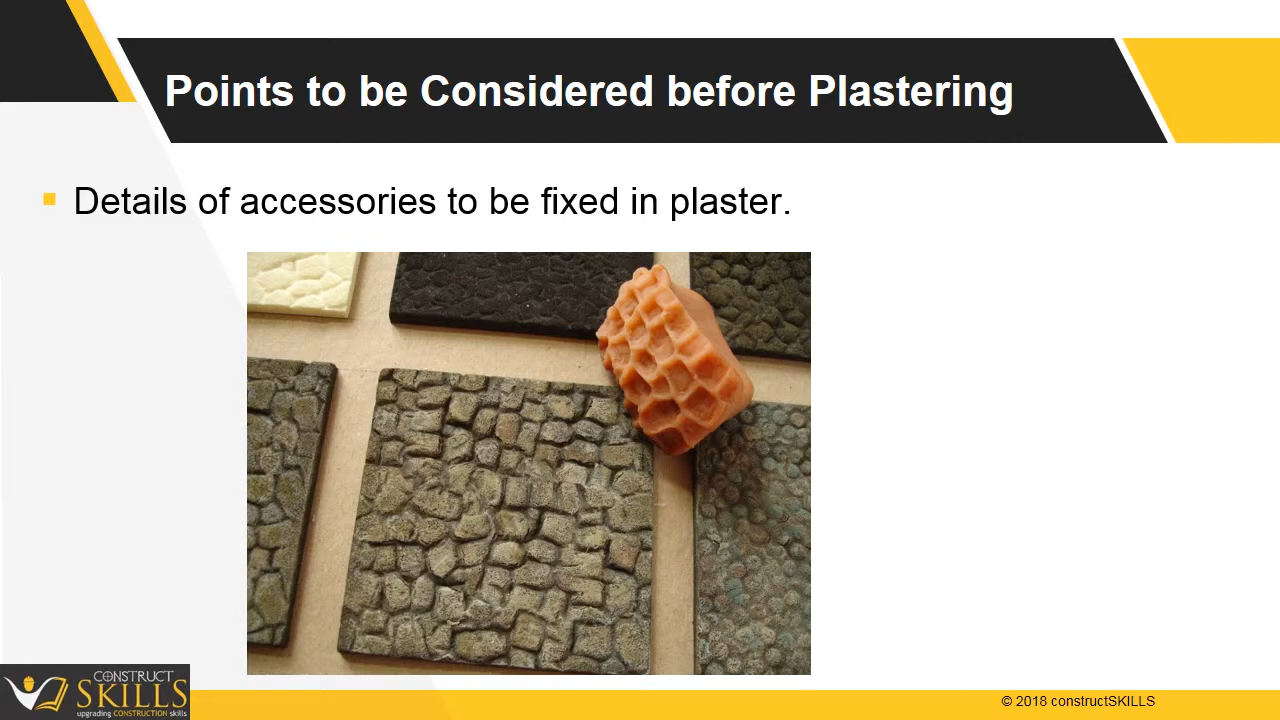 Points to be Considered before Plastering
Details of accessories to be fixed in plaster.
CONSTRUCT
SKILLS
upgrading CONSTRUCTION skills
© 2018 constructSKILLS